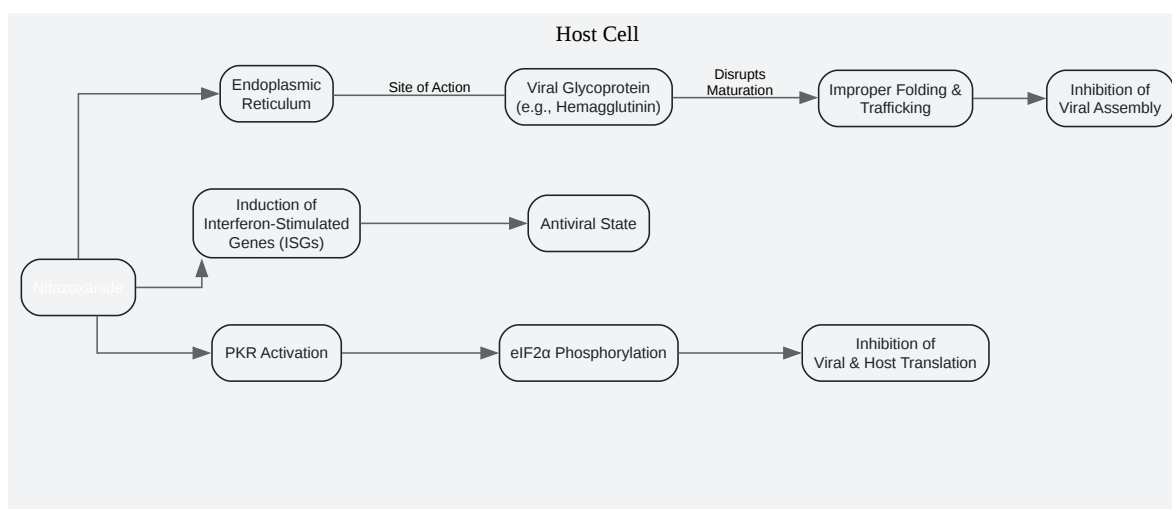 Host Cell
Endoplasmic
Reticulum
Site of Action
Viral Glycoprotein
(e.g., Hemagglutinin)
Disrupts
Maturation
Improper Folding &
Trafficking
Inhibition of
Viral Assembly
Induction of
Interferon-Stimulated
Genes (ISGs)
Antiviral State
Nitazoxanide
PKR Activation
eIF2α Phosphorylation
Inhibition of
Viral & Host Translation